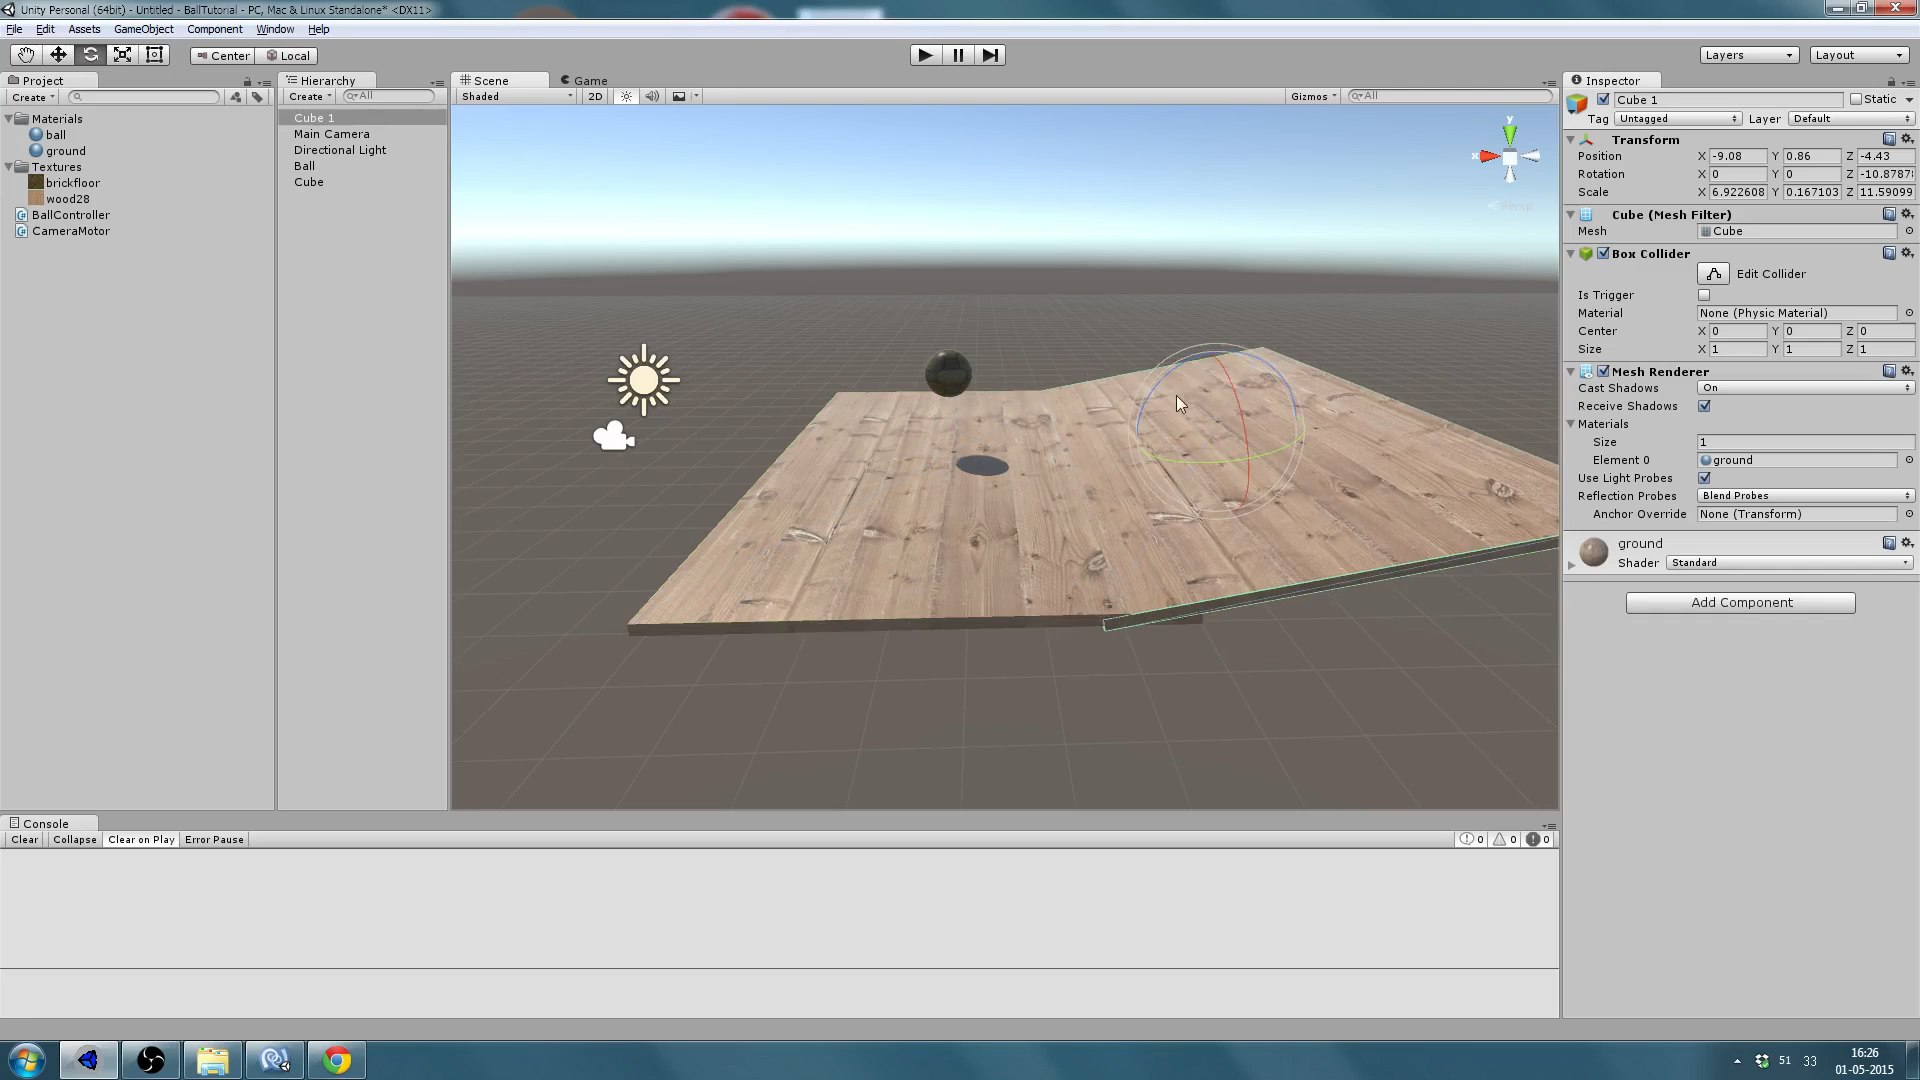 Unity Personal (64bit) - Untitled - BallTutorial - PC, Mac & Linux Standalone* <DX11>
File Edit Assets GameObject Component Window Help
Center Local Layers Layout
Project Hierarchy Scene Game Inspector
Create Create All Shaded 2D Gizmos All
Cube 1 Static
Tag Untagged Layer Default
Materials
ball
ground
Textures
brickfloor
wood28
BallController
CameraMotor
Cube 1
Main Camera
Directional Light
Ball
Cube
y
x
Persp
Transform
Position X -9.08 Y 0.86 Z -4.43
Rotation X 0 Y 0 Z -10.8787
Scale X 6.922608 Y 0.167103 Z 11.59099
Cube (Mesh Filter)
Mesh Cube
Box Collider
Edit Collider
Is Trigger
Material None (Physic Material)
Center X 0 Y 0 Z 0
Size X 1 Y 1 Z 1
Mesh Renderer
Cast Shadows On
Receive Shadows
Materials
Size 1
Element 0 ground
Use Light Probes
Reflection Probes Blend Probes
Anchor Override None (Transform)
ground
Shader Standard
Add Component
Console
Clear Collapse Clear on Play Error Pause 0 0 0
51 33 16:26
01-05-2015